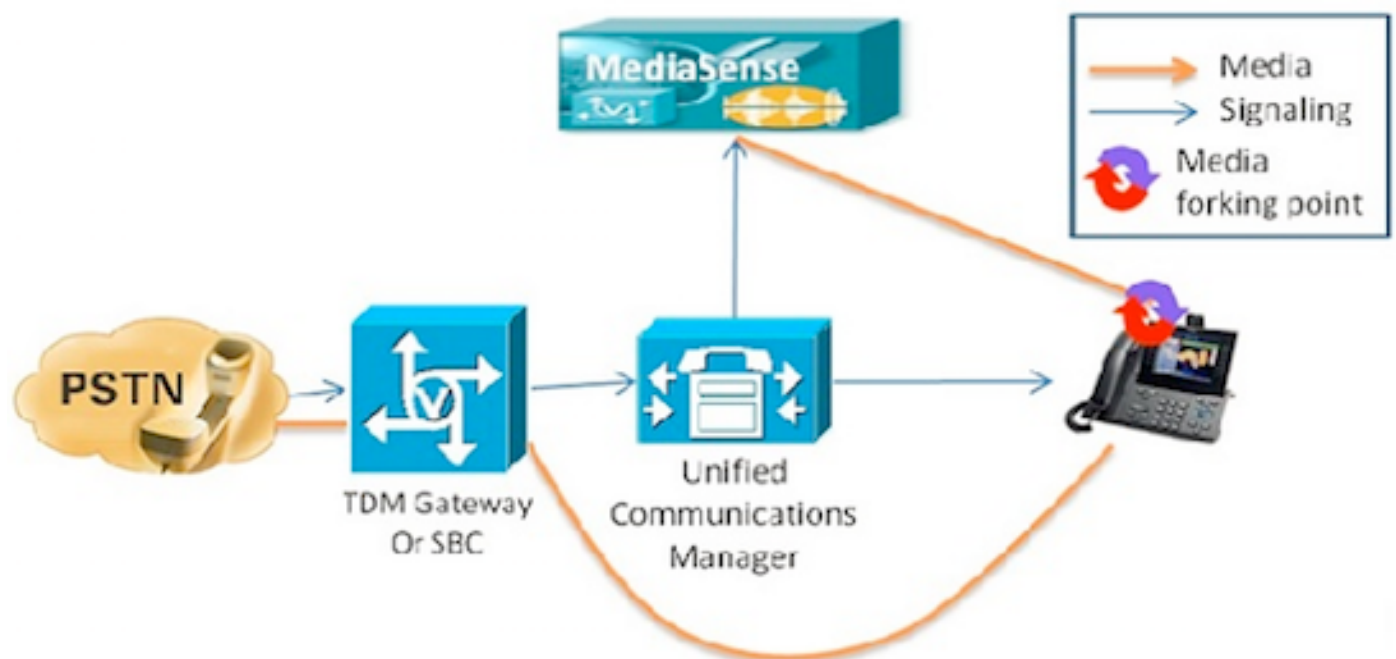 MediaSense
Media
Signaling
Media
forking point
PSTN
V
TDM Gateway
Or SBC
Unified
Communications
Manager